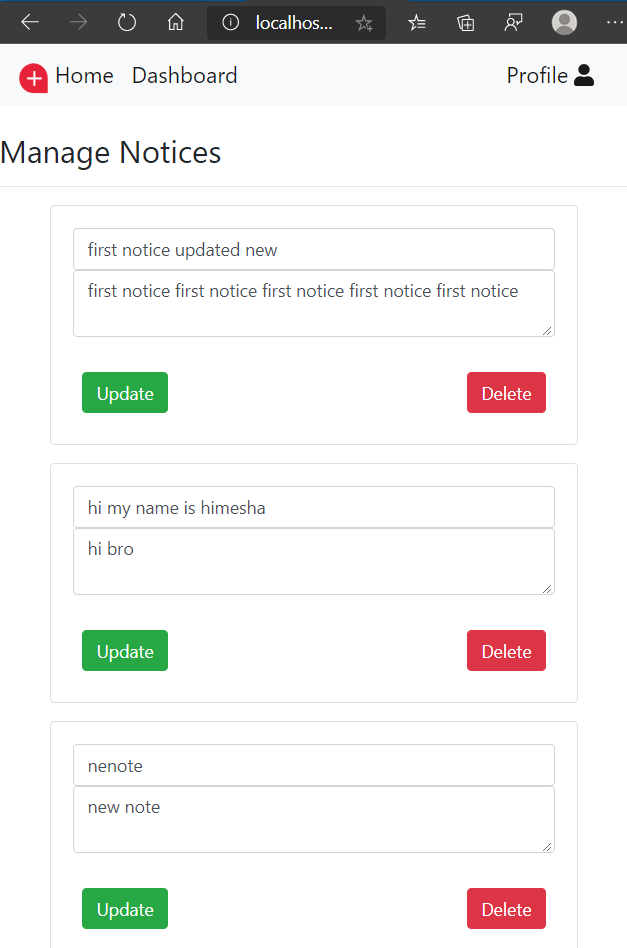 localhos...
Home Dashboard Profile
Manage Notices
first notice updated new
first notice first notice first notice first notice first notice
Update Delete
hi my name is himesha
hi bro
Update Delete
nenote
new note
Update Delete